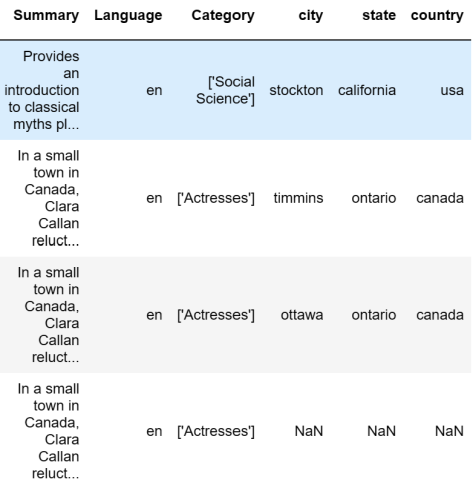 Summary Language Category city state country
Provides
an
introduction
to classical
myths pl...
en
['Social
Science']
stockton california usa
In a small
town in
Canada,
Clara
Callan
reluct...
en ['Actresses'] timmins ontario canada
In a small
town in
Canada,
Clara
Callan
reluct...
en ['Actresses'] ottawa ontario canada
In a small
town in
Canada,
Clara
Callan
reluct...
en ['Actresses'] NaN NaN NaN